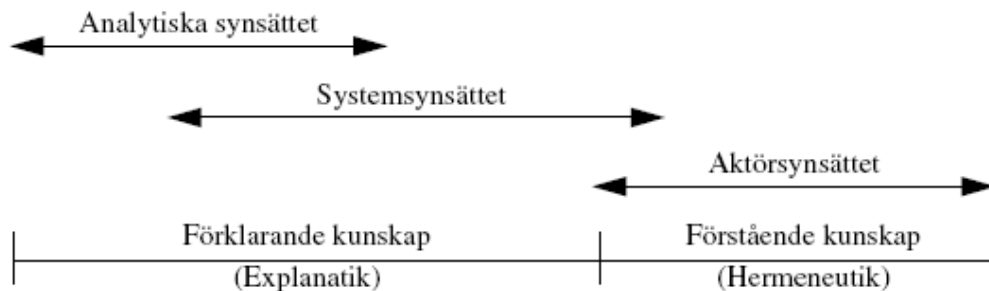 Analytiska synsättet
Systemsynsättet
Aktörsynsättet
Förklarande kunskap
(Explanatik)
Förstående kunskap
(Hermeneutik)